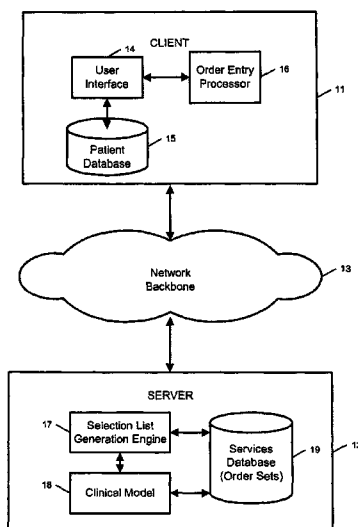 CLIENT
14
User
Interface
Order Entry
Processor
16
11
15
Patient
Database
Network
Backbone
13
SERVER
17
Selection List
Generation Engine
Services
Database
(Order Sets)
19
18
Clinical Model